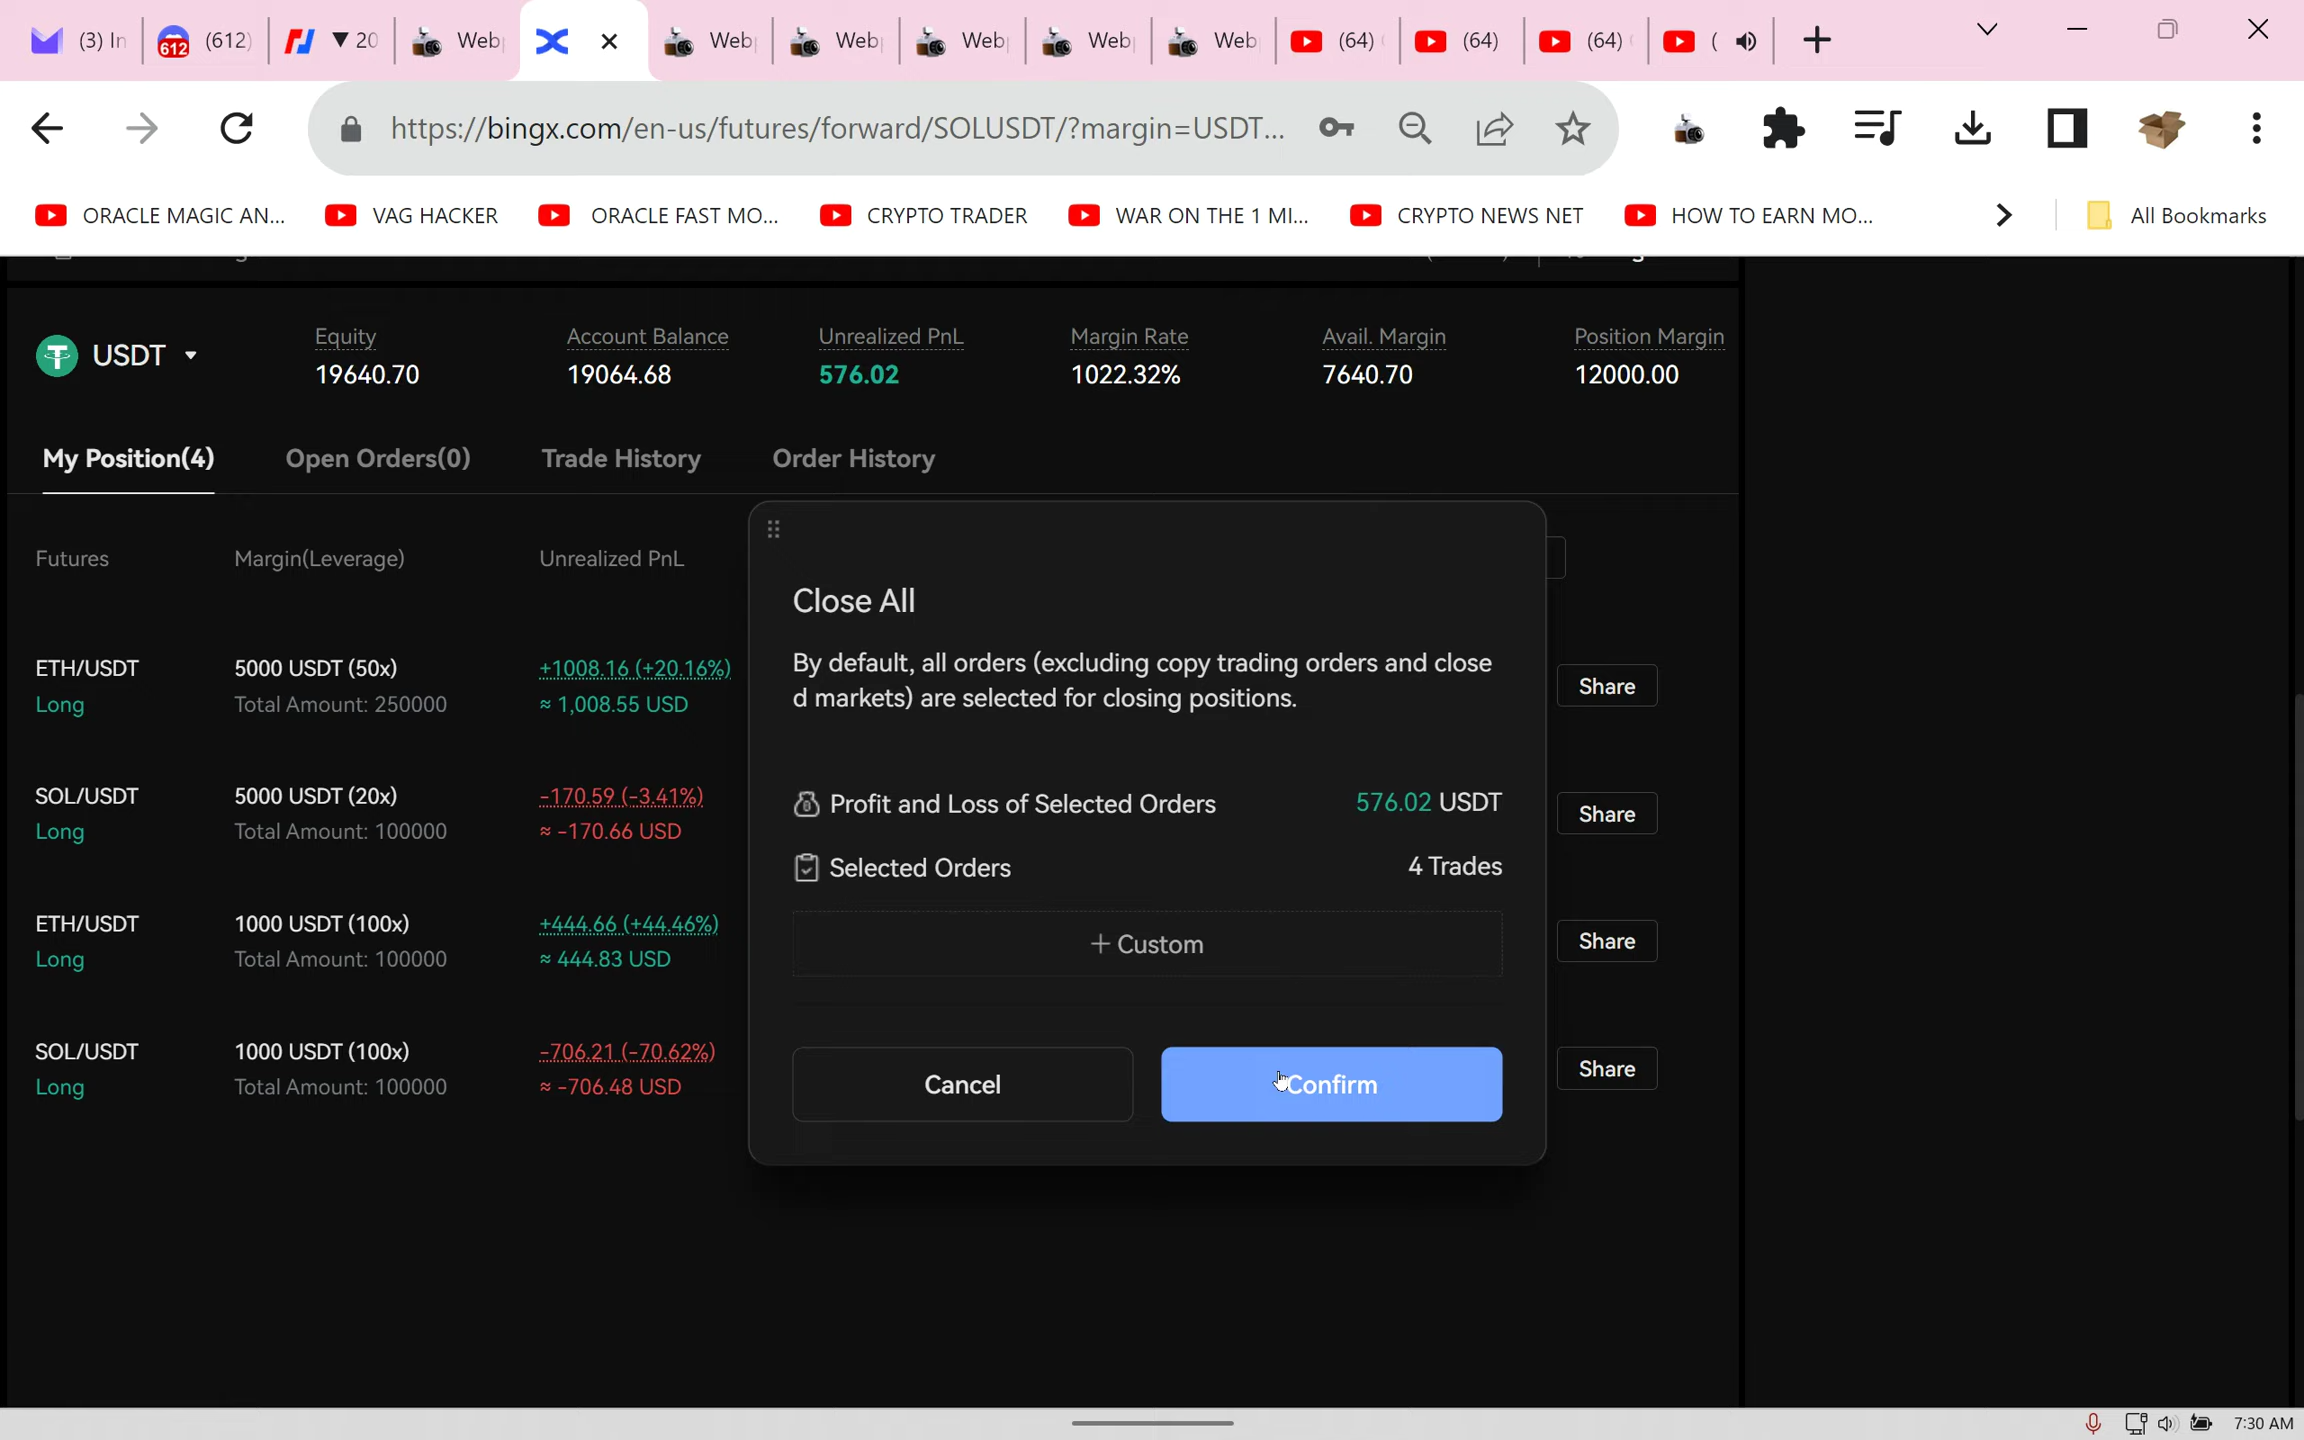 (3) In
612 (612)
▼ 20
Web
Web
Web
Web
Web
Web
(64)
(64)
(64)
(
https://bingx.com/en-us/futures/forward/SOLUSDT/?margin=USDT...
ORACLE MAGIC AN...
VAG HACKER
ORACLE FAST MO...
CRYPTO TRADER
WAR ON THE 1 MI...
CRYPTO NEWS NET
HOW TO EARN MO...
All Bookmarks
USDT
Equity Account Balance Unrealized PnL Margin Rate Avail. Margin Position Margin
19640.70 19064.68 576.02 1022.32% 7640.70 12000.00
My Position(4) Open Orders(0) Trade History Order History
Futures Margin(Leverage) Unrealized PnL
ETH/USDT 5000 USDT (50x) +1008.16 (+20.16%)
Long Total Amount: 250000 ≈ 1,008.55 USD
Share
SOL/USDT 5000 USDT (20x) -170.59 (-3.41%)
Long Total Amount: 100000 ≈ -170.66 USD
Share
ETH/USDT 1000 USDT (100x) +444.66 (+44.46%)
Long Total Amount: 100000 ≈ 444.83 USD
Share
SOL/USDT 1000 USDT (100x) -706.21 (-70.62%)
Long Total Amount: 100000 ≈ -706.48 USD
Share
Close All
By default, all orders (excluding copy trading orders and close
d markets) are selected for closing positions.
Profit and Loss of Selected Orders 576.02 USDT
Selected Orders 4 Trades
+ Custom
Cancel Confirm
7:30 AM